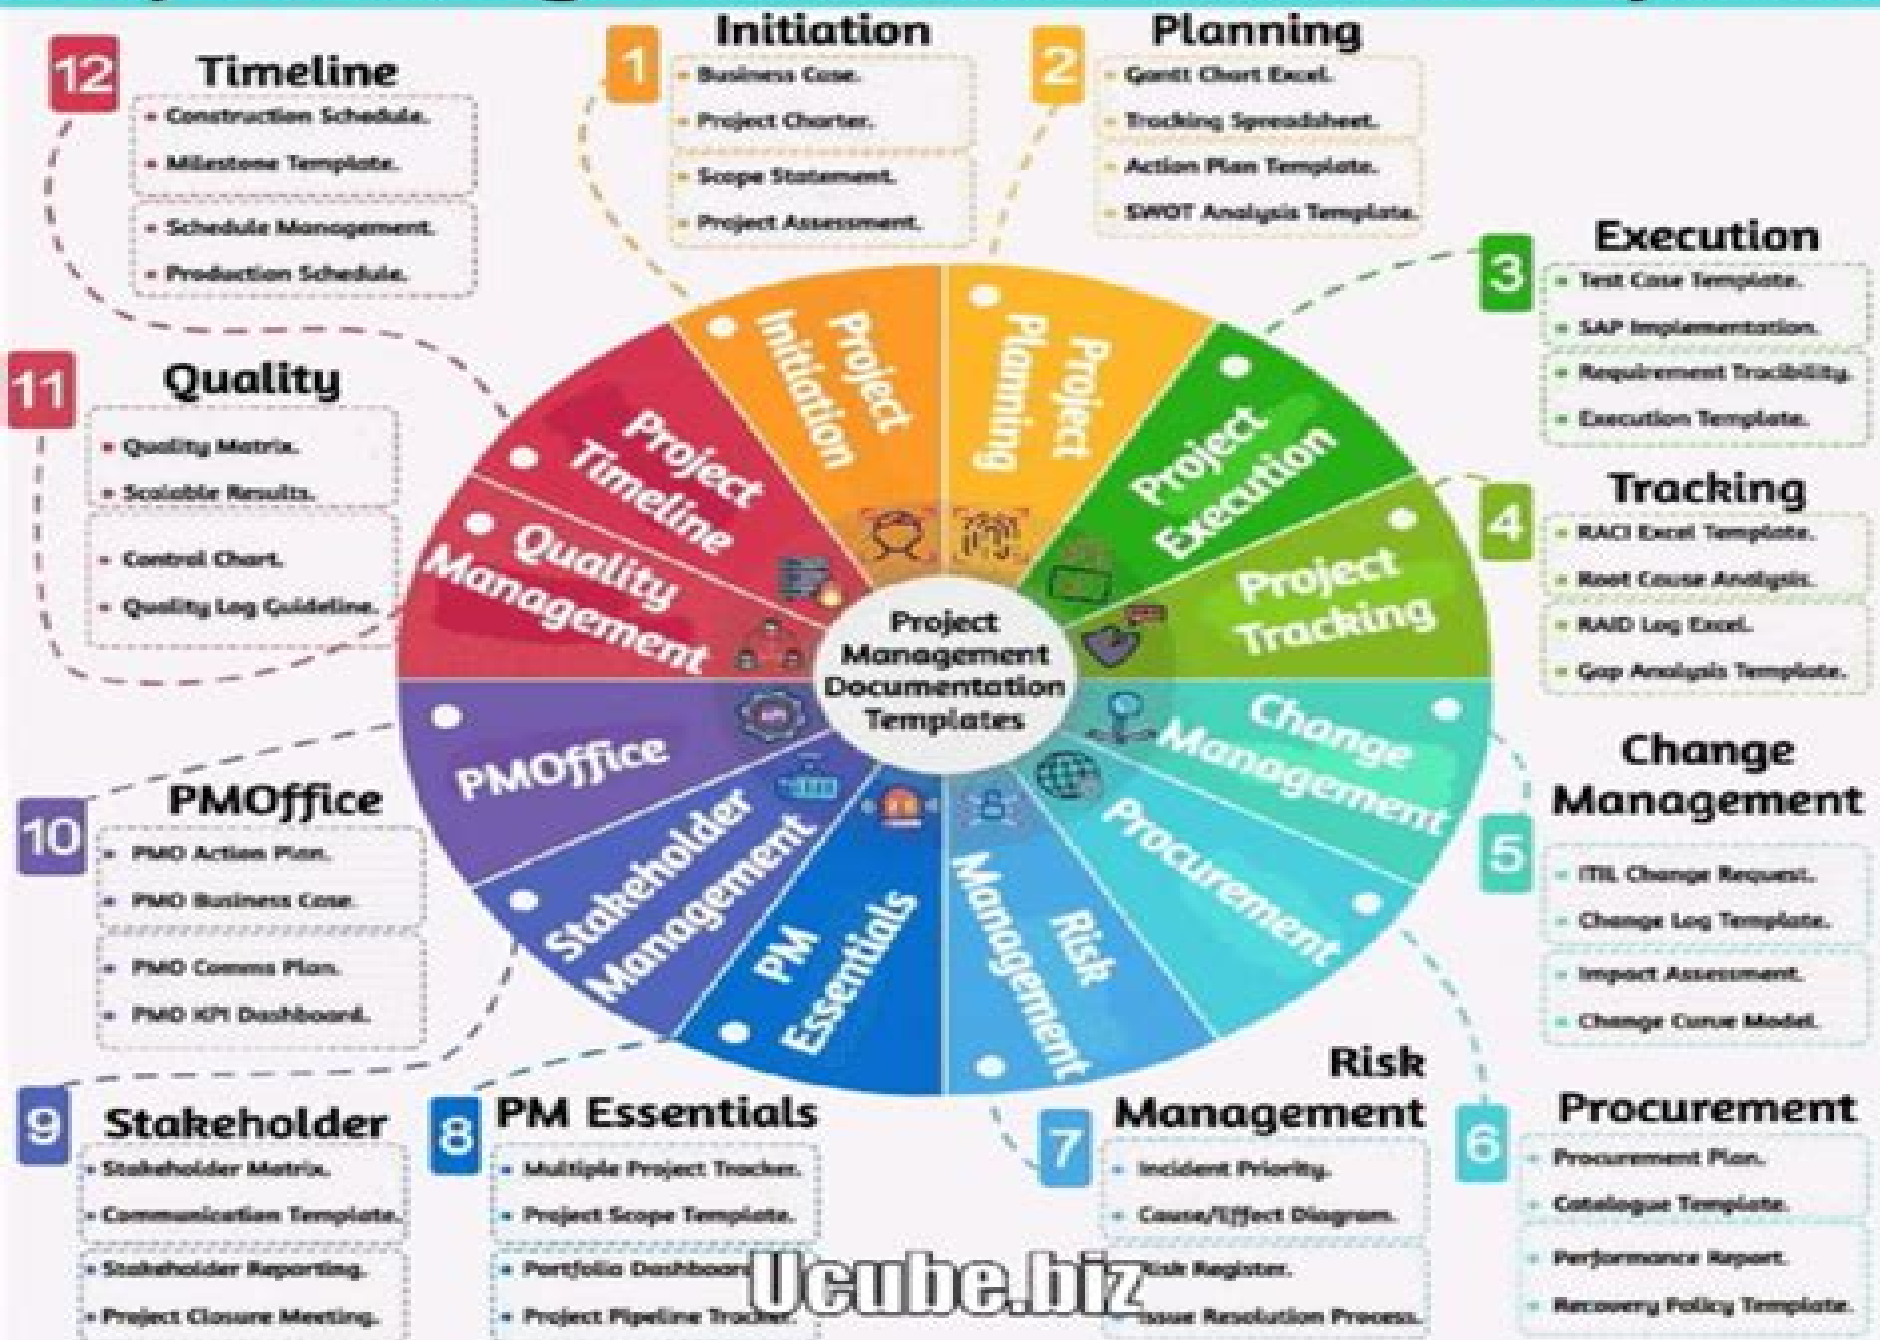 1
Initiation
Business Case.
Project Charter.
Scope Statement.
Project Assessment.
2
Planning
Gantt Chart Excel.
Tracking Spreadsheet.
Action Plan Template.
SWOT Analysis Template.
3
Execution
Test Case Template.
SAP Implementation.
Requirement Tracibility.
Execution Template.
4
Tracking
RACI Excel Template.
Root Cause Analysis.
RAID Log Excel.
Gap Analysis Template.
5
Change
Management
ITIL Change Request.
Change Log Template.
Impact Assessment.
Change Curve Model.
6
Procurement
Procurement Plan.
Catalogue Template.
Performance Report.
Recovery Policy Template.
7
Risk
Management
Incident Priority.
Cause/Effect Diagram.
Risk Register.
Issue Resolution Process.
8
PM Essentials
Multiple Project Tracker.
Project Scope Template.
Portfolio Dashboard
Project Pipeline Tracker.
9
Stakeholder
Stakeholder Matrix.
Communication Template.
Stakeholder Reporting.
Project Closure Meeting.
10
PMOffice
PMO Action Plan.
PMO Business Case.
PMO Comms Plan.
PMO KPI Dashboard.
11
Quality
Quality Matrix.
Scalable Results.
Control Chart.
Quality Log Guideline.
12
Timeline
Construction Schedule.
Milestone Template.
Schedule Management.
Production Schedule.
Project
Initiation
Project
Planning
Project
Execution
Project
Tracking
Change
Management
Procurement
Risk
Management
PM
Essentials
Stakeholder
Management
PMOffice
Quality
Management
Project
Timeline
Project
Management
Documentation
Templates
Ucube.biz